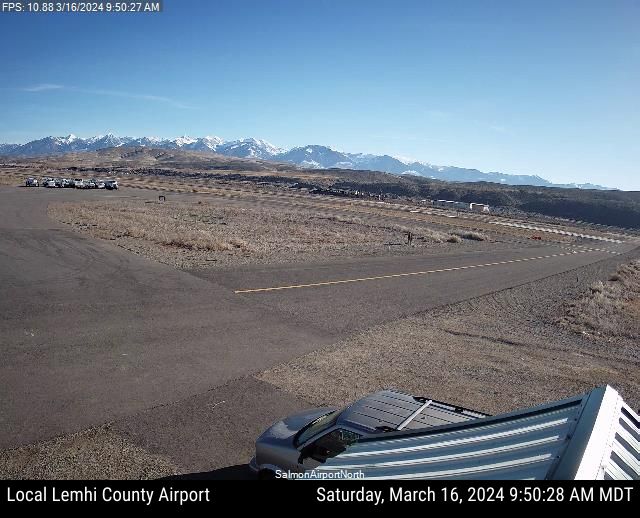 FPS: 10.88 3/16/2024 9:50:27 AM
SalmonAirportNorth
Local Lemhi County Airport
Saturday, March 16, 2024 9:50:28 AM MDT